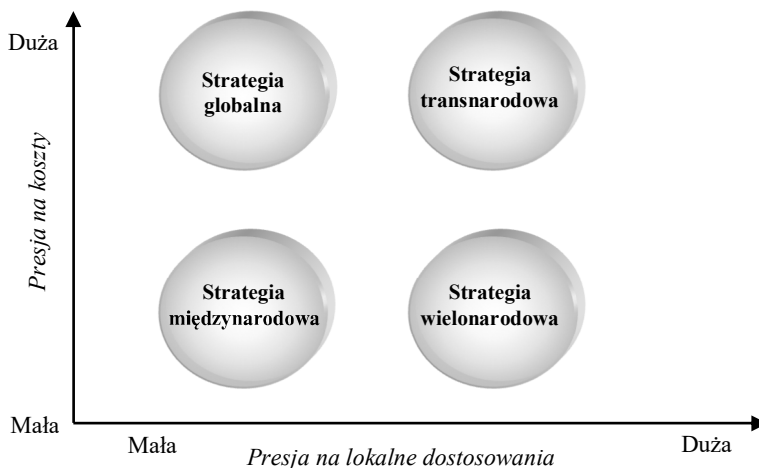 Duża
Presja na koszty
Strategia
globalna
Strategia
transnarodowa
Strategia
międzynarodowa
Strategia
wielonarodowa
Mała
Mała
Presja na lokalne dostosowania
Duża